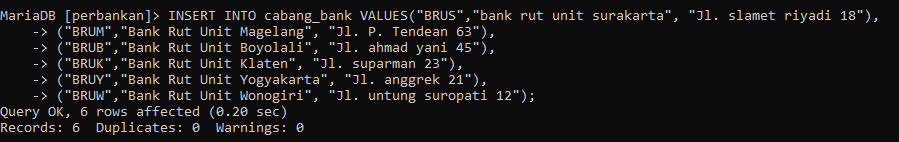 MariaDB [perbankan]> INSERT INTO cabang_bank VALUES("BRUS","bank rut unit surakarta", "Jl. slamet riyadi 18"),
-> ("BRUM","Bank Rut Unit Magelang", "Jl. P. Tendean 63"),
-> ("BRUB","Bank Rut Unit Boyolali", "Jl. ahmad yani 45"),
-> ("BRUK","Bank Rut Unit Klaten", "Jl. suparman 23"),
-> ("BRUY","Bank Rut Unit Yogyakarta", "Jl. anggrek 21"),
-> ("BRUW","Bank Rut Unit Wonogiri", "Jl. untung suropati 12");
Query OK, 6 rows affected (0.20 sec)
Records: 6  Duplicates: 0  Warnings: 0